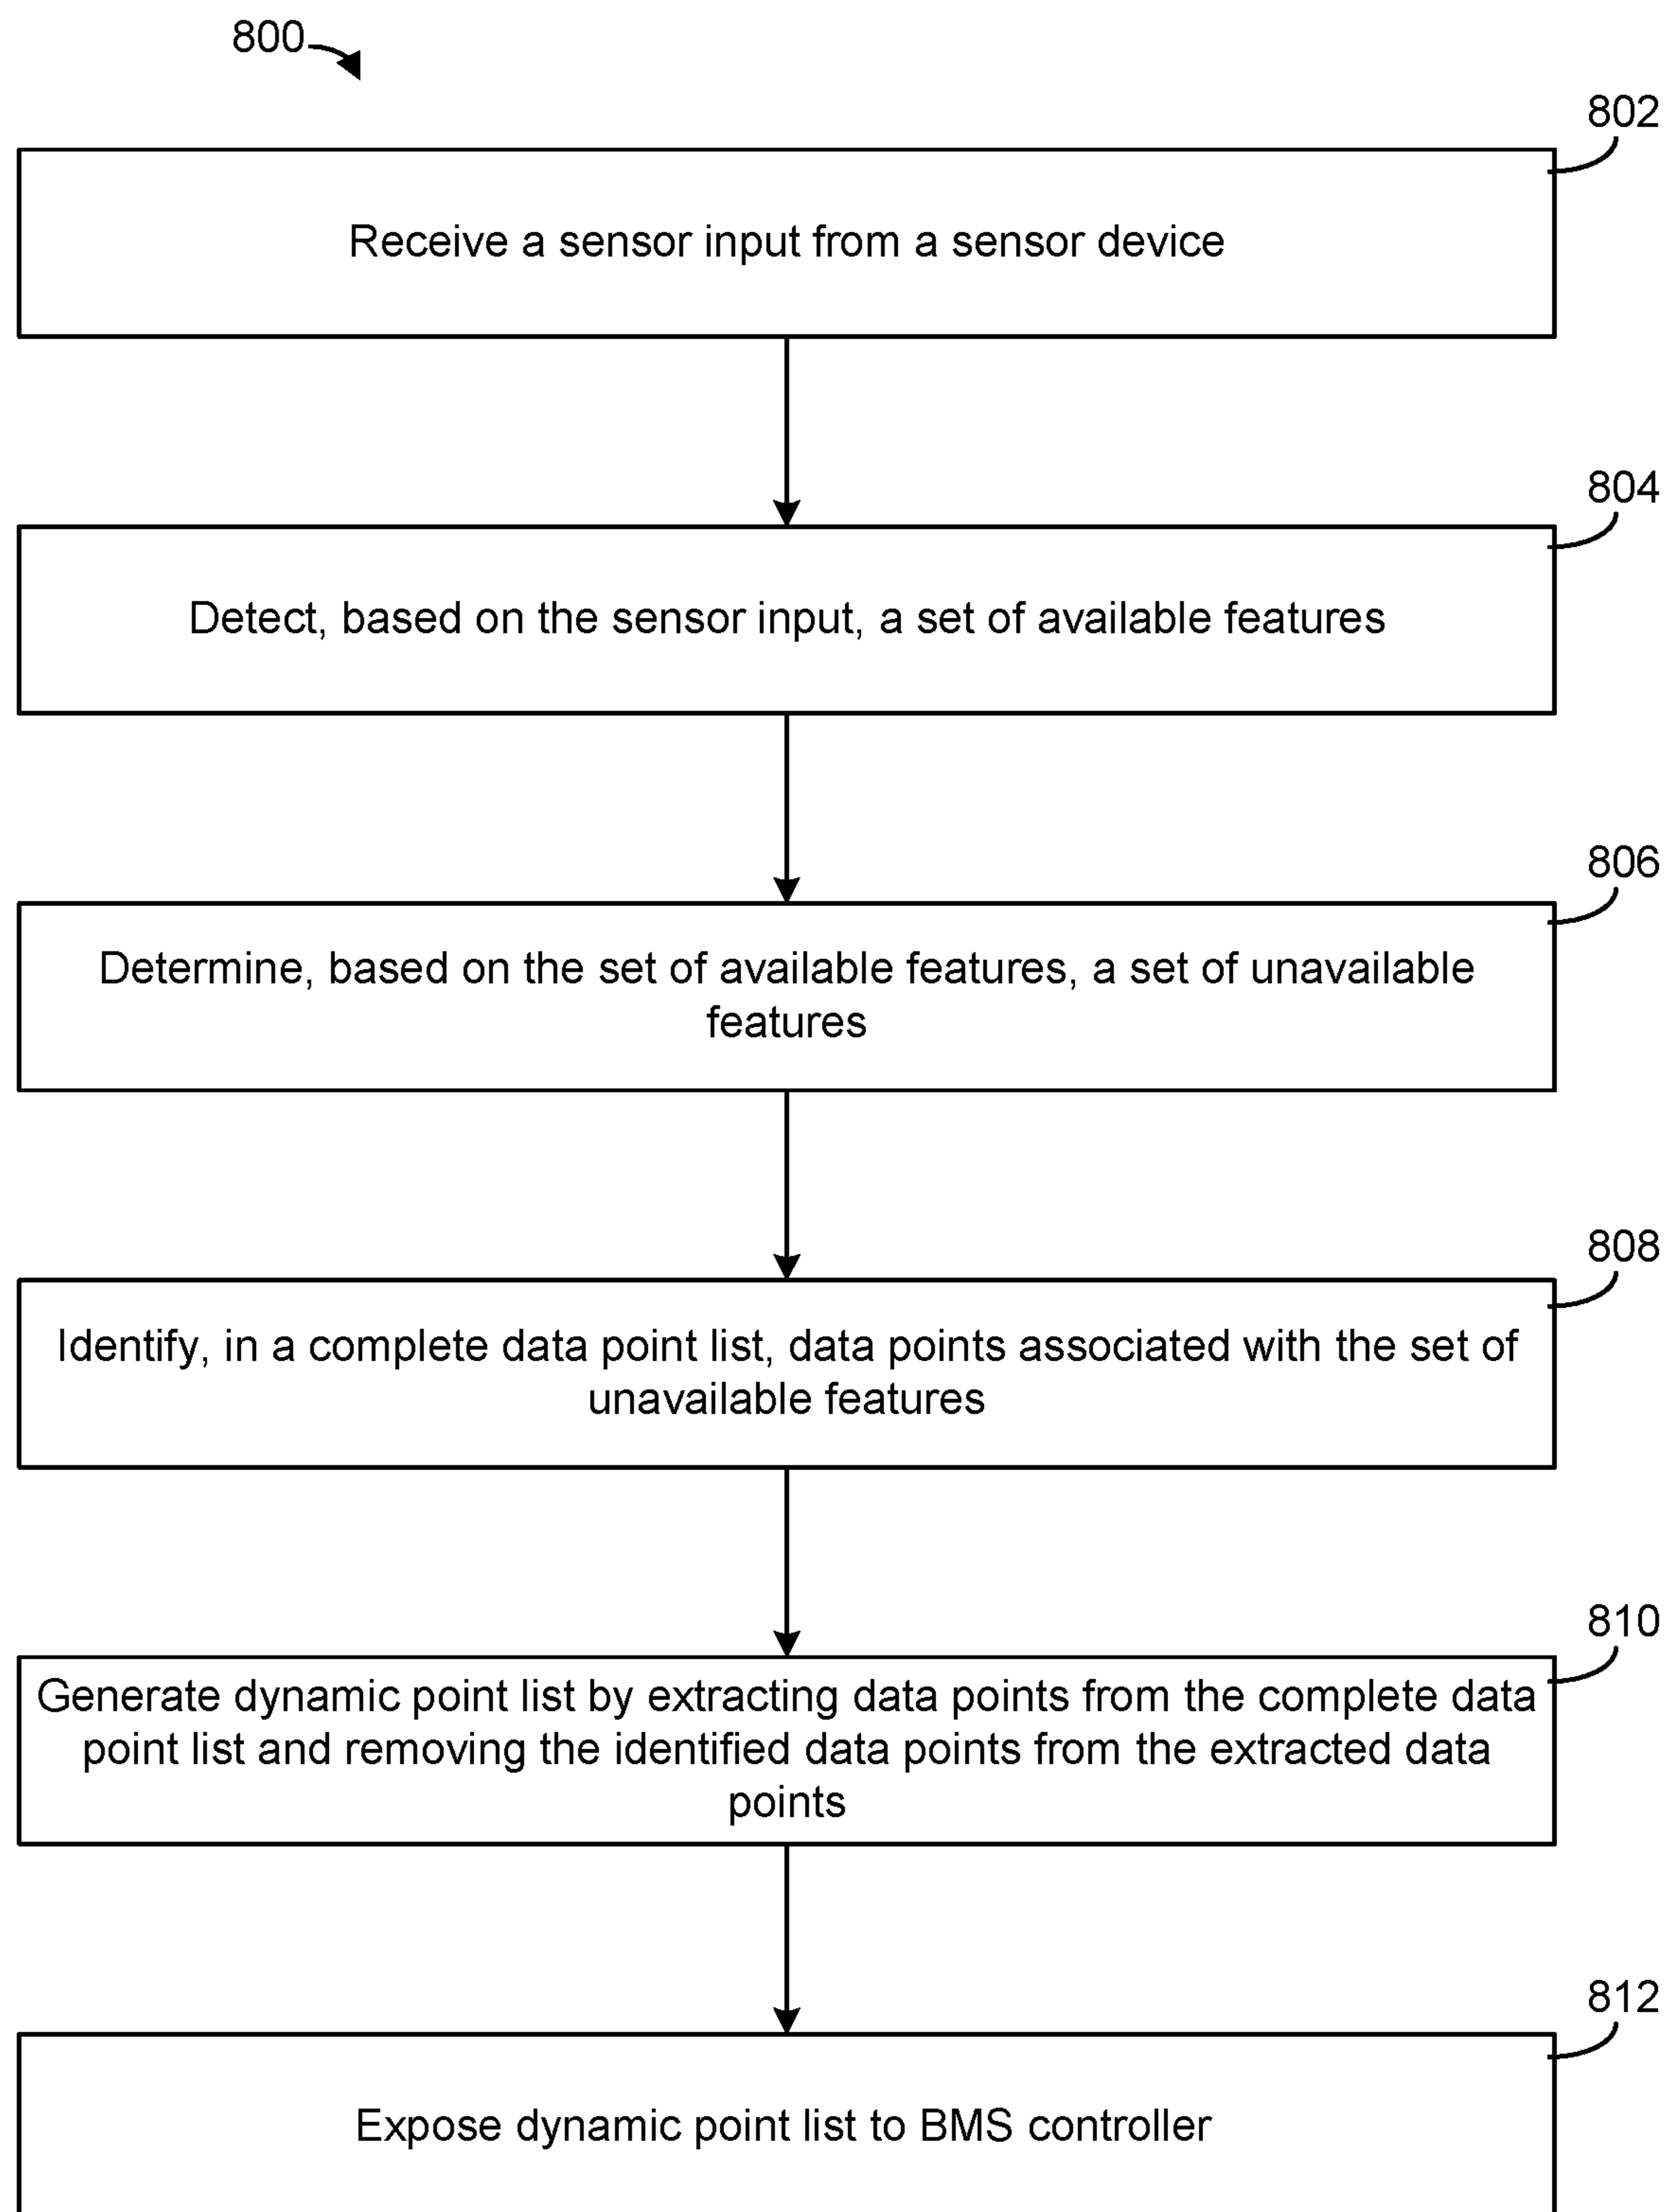 800
802
Receive a sensor input from a sensor device
804
Detect, based on the sensor input, a set of available features
806
Determine, based on the set of available features, a set of unavailable
features
808
Identify, in a complete data point list, data points associated with the set of
unavailable features
810
Generate dynamic point list by extracting data points from the complete data
point list and removing the identified data points from the extracted data
points
812
Expose dynamic point list to BMS controller